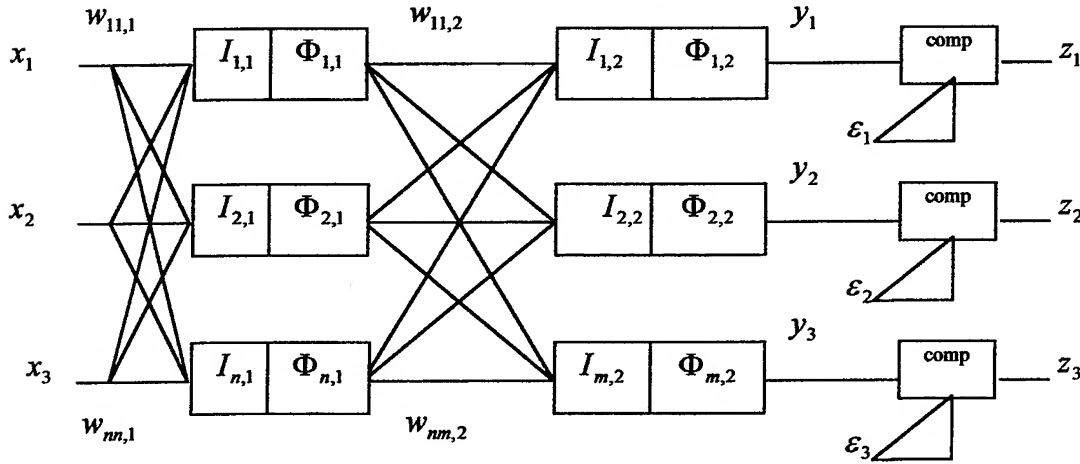 w₁₁,₁ w₁₁,₂ y₁
x₁ I₁,₁ Φ₁,₁ I₁,₂ Φ₁,₂ comp z₁
ε₁
y₂
x₂ I₂,₁ Φ₂,₁ I₂,₂ Φ₂,₂ comp z₂
ε₂
y₃
x₃ Iₙ,₁ Φₙ,₁ Iₘ,₂ Φₘ,₂ comp z₃
wₙₙ,₁ wₙₘ,₂ ε₃